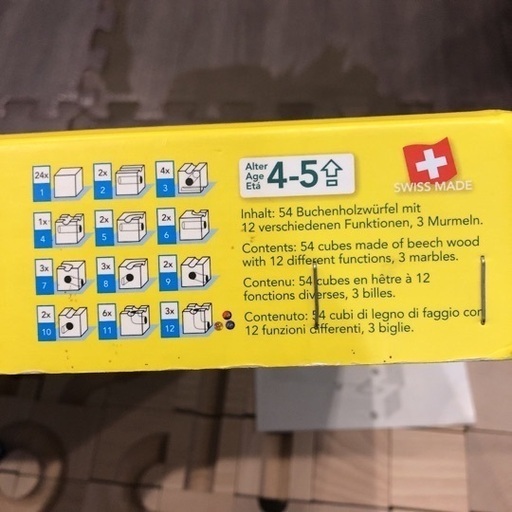 24x
1
2x
2
4x
3
1x
4
2x
5
2x
6
3x
7
3x
8
2x
9
2x
10
6x
11
3x
12
Alter
Age
Etá
4-5
SWISS MADE
Inhalt: 54 Buchenholzwürfel mit
12 verschiedenen Funktionen, 3 Murmeln.
Contents: 54 cubes made of beech wood
with 12 different functions, 3 marbles.
Contenu: 54 cubes en hêtre à 12
fonctions diverses, 3 billes.
Contenuto: 54 cubi di legno di faggio con
12 funzioni differenti, 3 biglie.